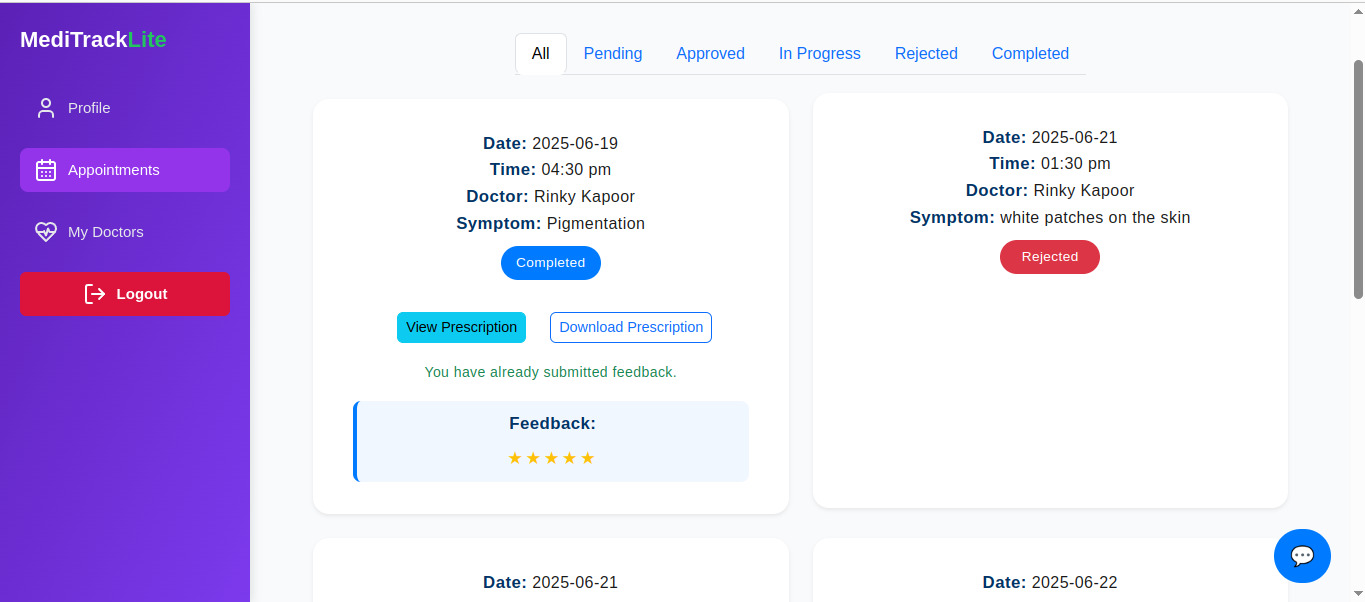 MediTrackLite
Profile
Appointments
My Doctors
Logout
All Pending Approved In Progress Rejected Completed
Date: 2025-06-19
Time: 04:30 pm
Doctor: Rinky Kapoor
Symptom: Pigmentation
Completed
View Prescription Download Prescription
You have already submitted feedback.
Feedback:
★★★★★
Date: 2025-06-21
Time: 01:30 pm
Doctor: Rinky Kapoor
Symptom: white patches on the skin
Rejected
Date: 2025-06-21
Date: 2025-06-22